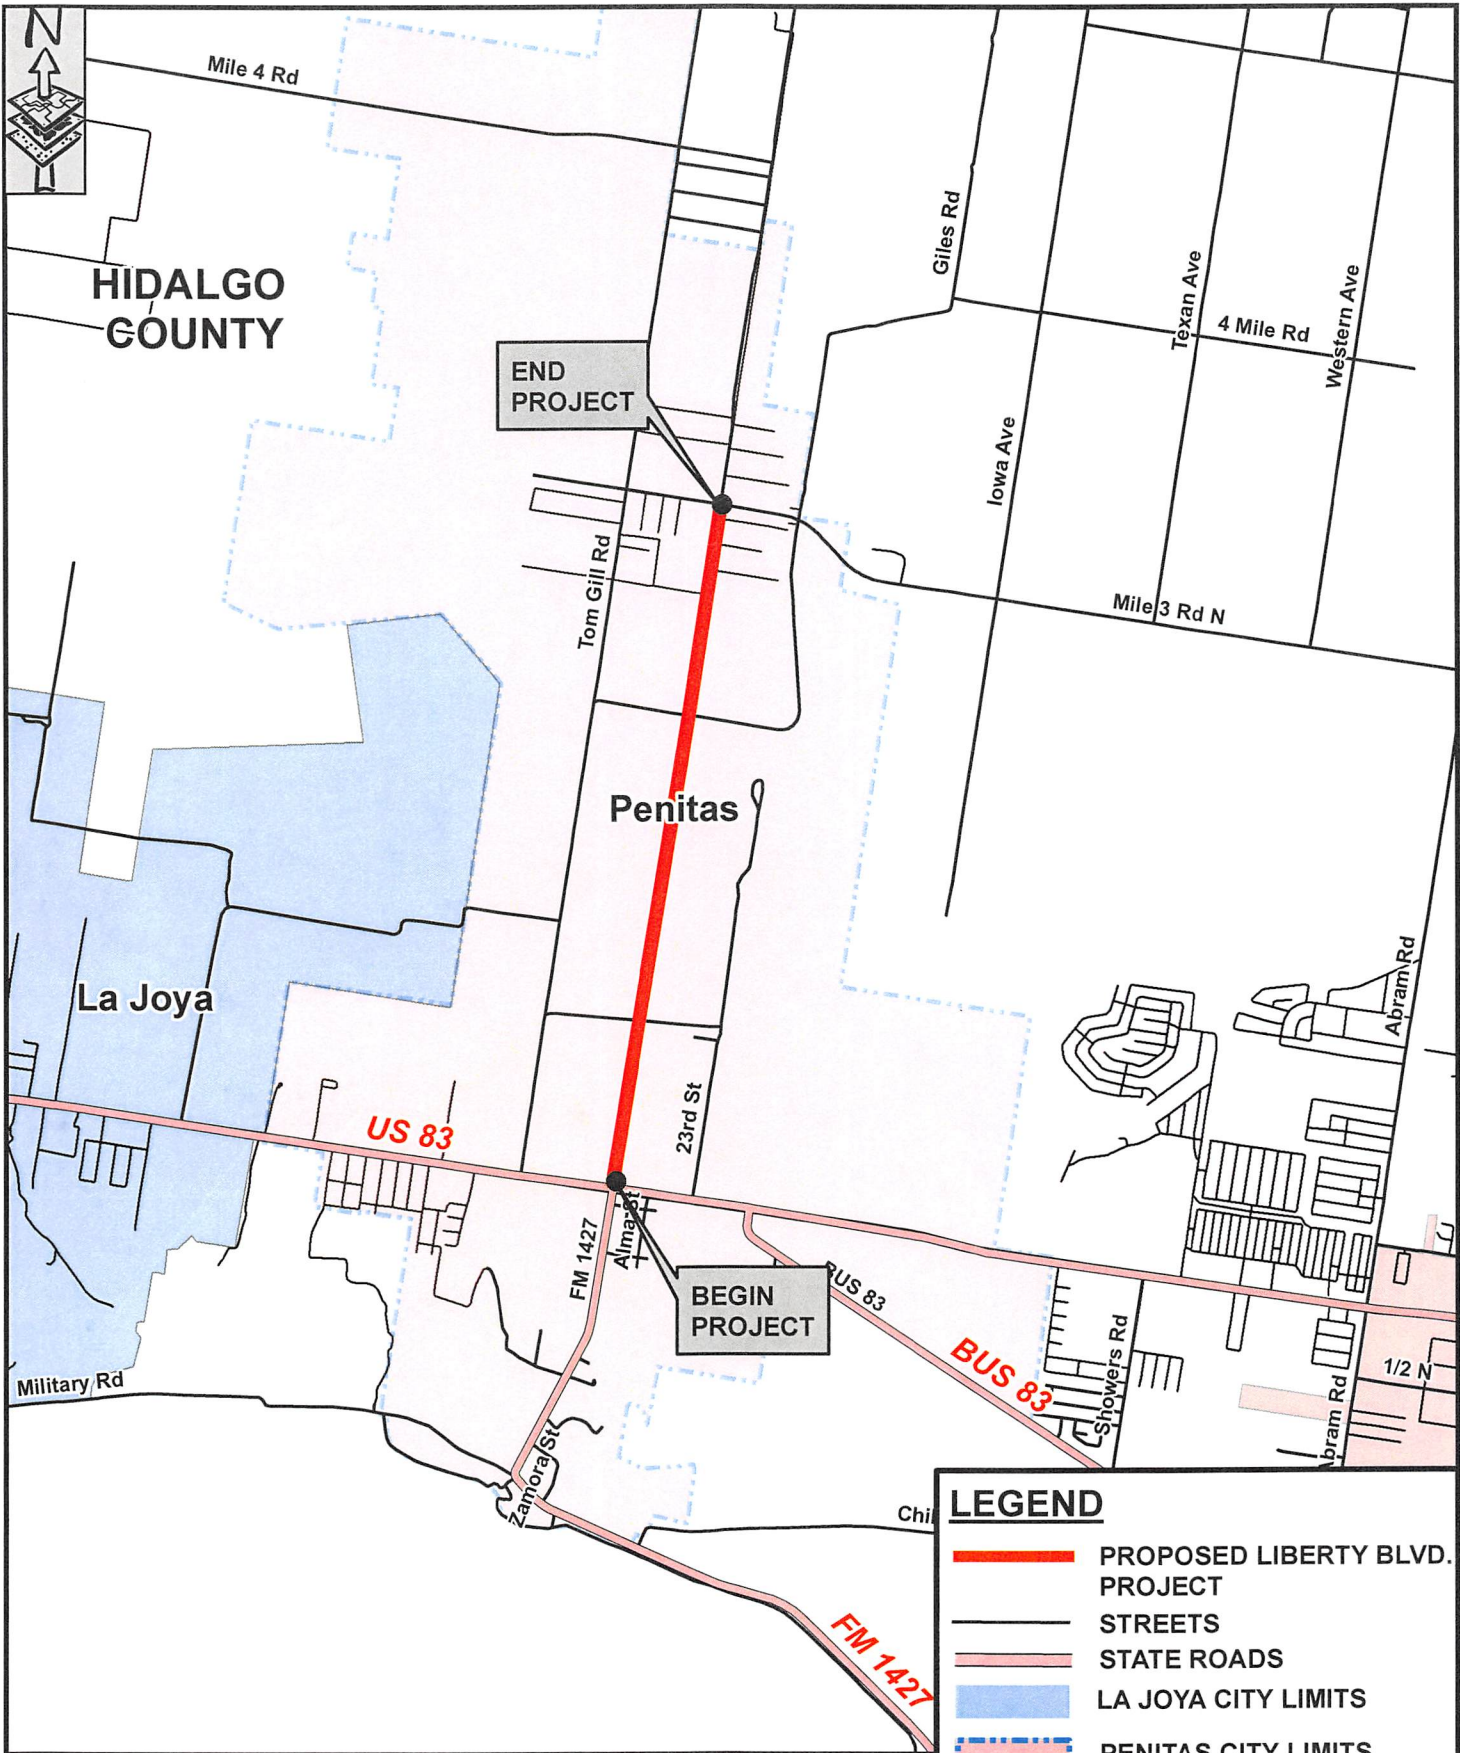 N
Mile 4 Rd
HIDALGO
COUNTY
Giles Rd
Texan Ave
4 Mile Rd
Western Ave
END
PROJECT
Iowa Ave
Tom Gill Rd
Mile 3 Rd N
Penitas
La Joya
Abram Rd
US 83
23rd St
Alma St
FM 1427
BEGIN
PROJECT
BUS 83
BUS 83
Showers Rd
1/2 N
Abram Rd
Military Rd
Zamora St
FM 1427
LEGEND
PROPOSED LIBERTY BLVD.
PROJECT
STREETS
STATE ROADS
LA JOYA CITY LIMITS
PENITAS CITY LIMITS